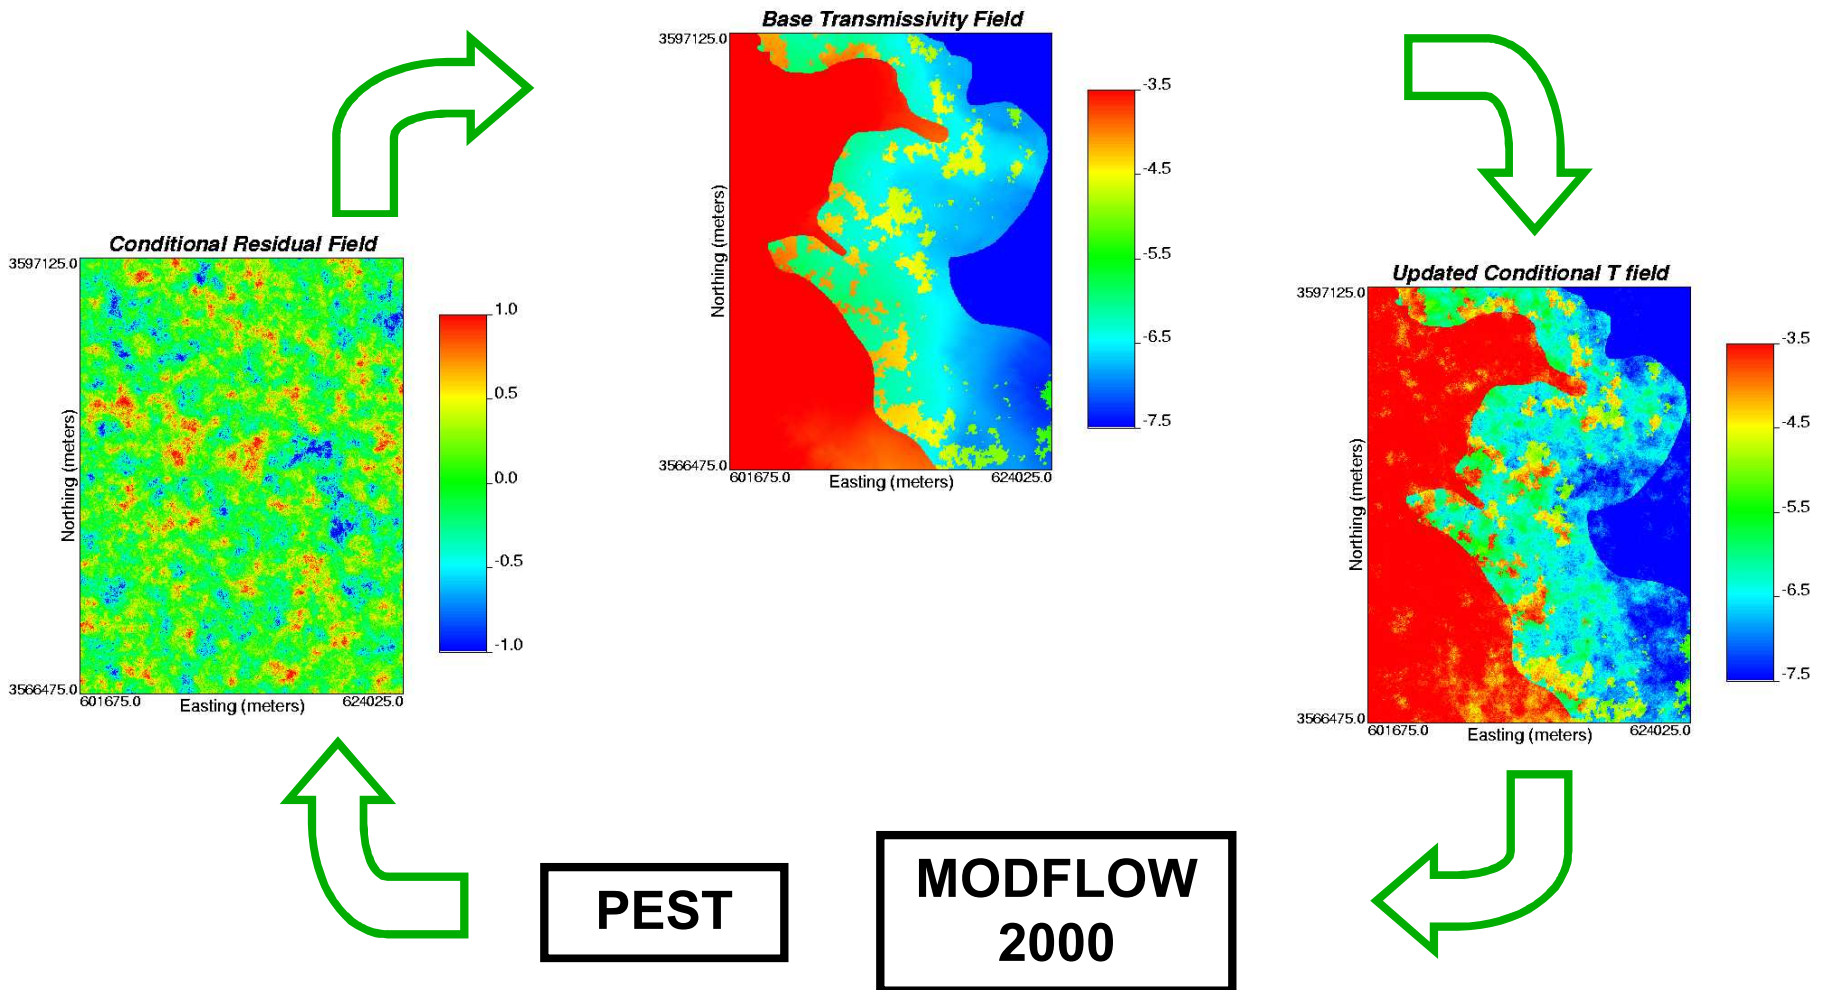 Base Transmissivity Field
3597125.0
-3.5
-4.5
-5.5
-6.5
-7.5
Northing (meters)
3566475.0
601675.0
Easting (meters)
624025.0
Conditional Residual Field
3597125.0
1.0
0.5
0.0
-0.5
-1.0
Northing (meters)
3566475.0
601675.0
Easting (meters)
624025.0
Updated Conditional T field
3597125.0
-3.5
-4.5
-5.5
-6.5
-7.5
Northing (meters)
3566475.0
601675.0
Easting (meters)
624025.0
PEST
MODFLOW
2000